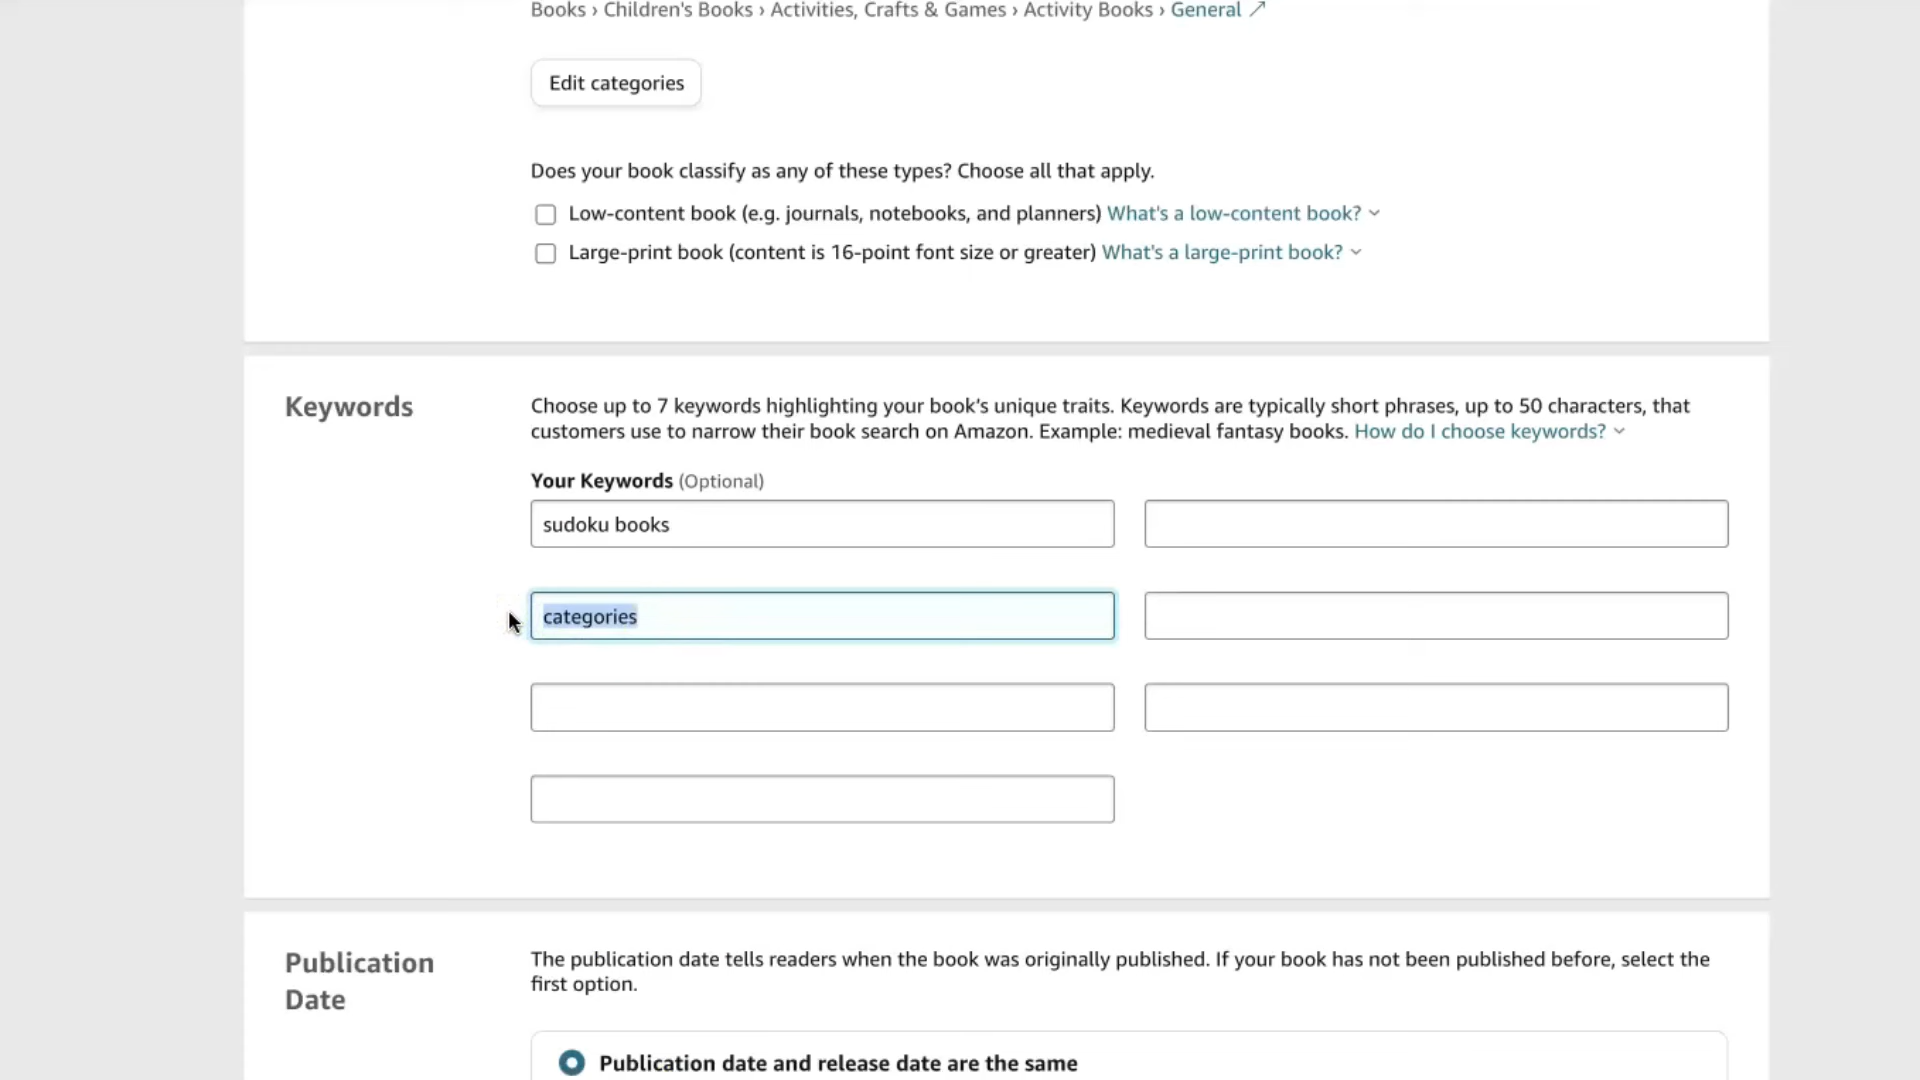 Books › Children's Books › Activities, Crafts & Games › Activity Books › General
Edit categories
Does your book classify as any of these types? Choose all that apply.
Low-content book (e.g. journals, notebooks, and planners) What's a low-content book?
Large-print book (content is 16-point font size or greater) What's a large-print book?
Keywords
Choose up to 7 keywords highlighting your book's unique traits. Keywords are typically short phrases, up to 50 characters, that
customers use to narrow their book search on Amazon. Example: medieval fantasy books. How do I choose keywords?
Your Keywords (Optional)
sudoku books
categories
Publication
Date
The publication date tells readers when the book was originally published. If your book has not been published before, select the
first option.
Publication date and release date are the same